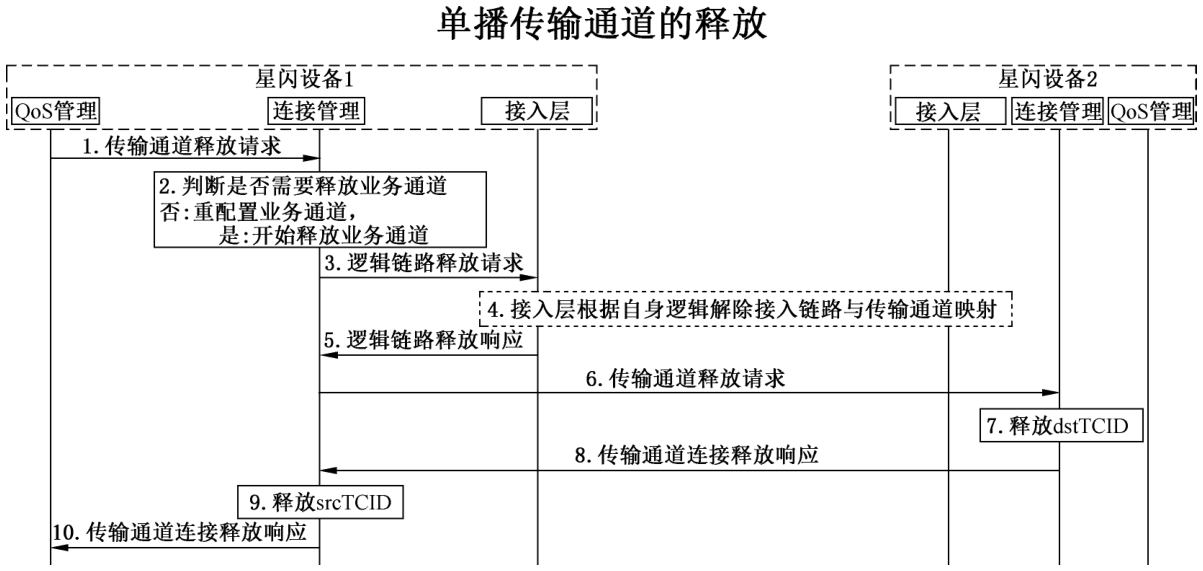 单播传输通道的释放
星闪设备1
星闪设备2
QoS管理
连接管理
接入层
接入层
连接管理
QoS管理
1.传输通道释放请求
2.判断是否需要释放业务通道
否:重配置业务通道，
是:开始释放业务通道
3.逻辑链路释放请求
4.接入层根据自身逻辑解除接入链路与传输通道映射
5.逻辑链路释放响应
6.传输通道释放请求
7.释放dstTCID
8.传输通道连接释放响应
9.释放srcTCID
10.传输通道连接释放响应